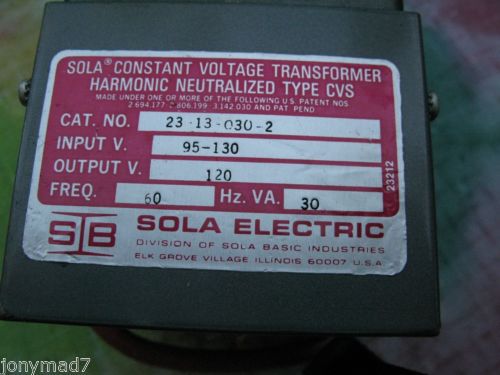 SOLA® CONSTANT VOLTAGE TRANSFORMER
HARMONIC NEUTRALIZED TYPE CVS
MADE UNDER ONE OR MORE OF THE FOLLOWING U.S. PATENT NOS.
2.694.177 2.806.199 3.142.030 AND PAT. PEND
CAT. NO. 23-13-030-2
INPUT V. 95-130
OUTPUT V. 120
FREQ. 60 Hz. VA. 30
23212
STB SOLA ELECTRIC
DIVISION OF SOLA BASIC INDUSTRIES
ELK GROVE VILLAGE ILLINOIS 60007 U.S.A.
jonymad7